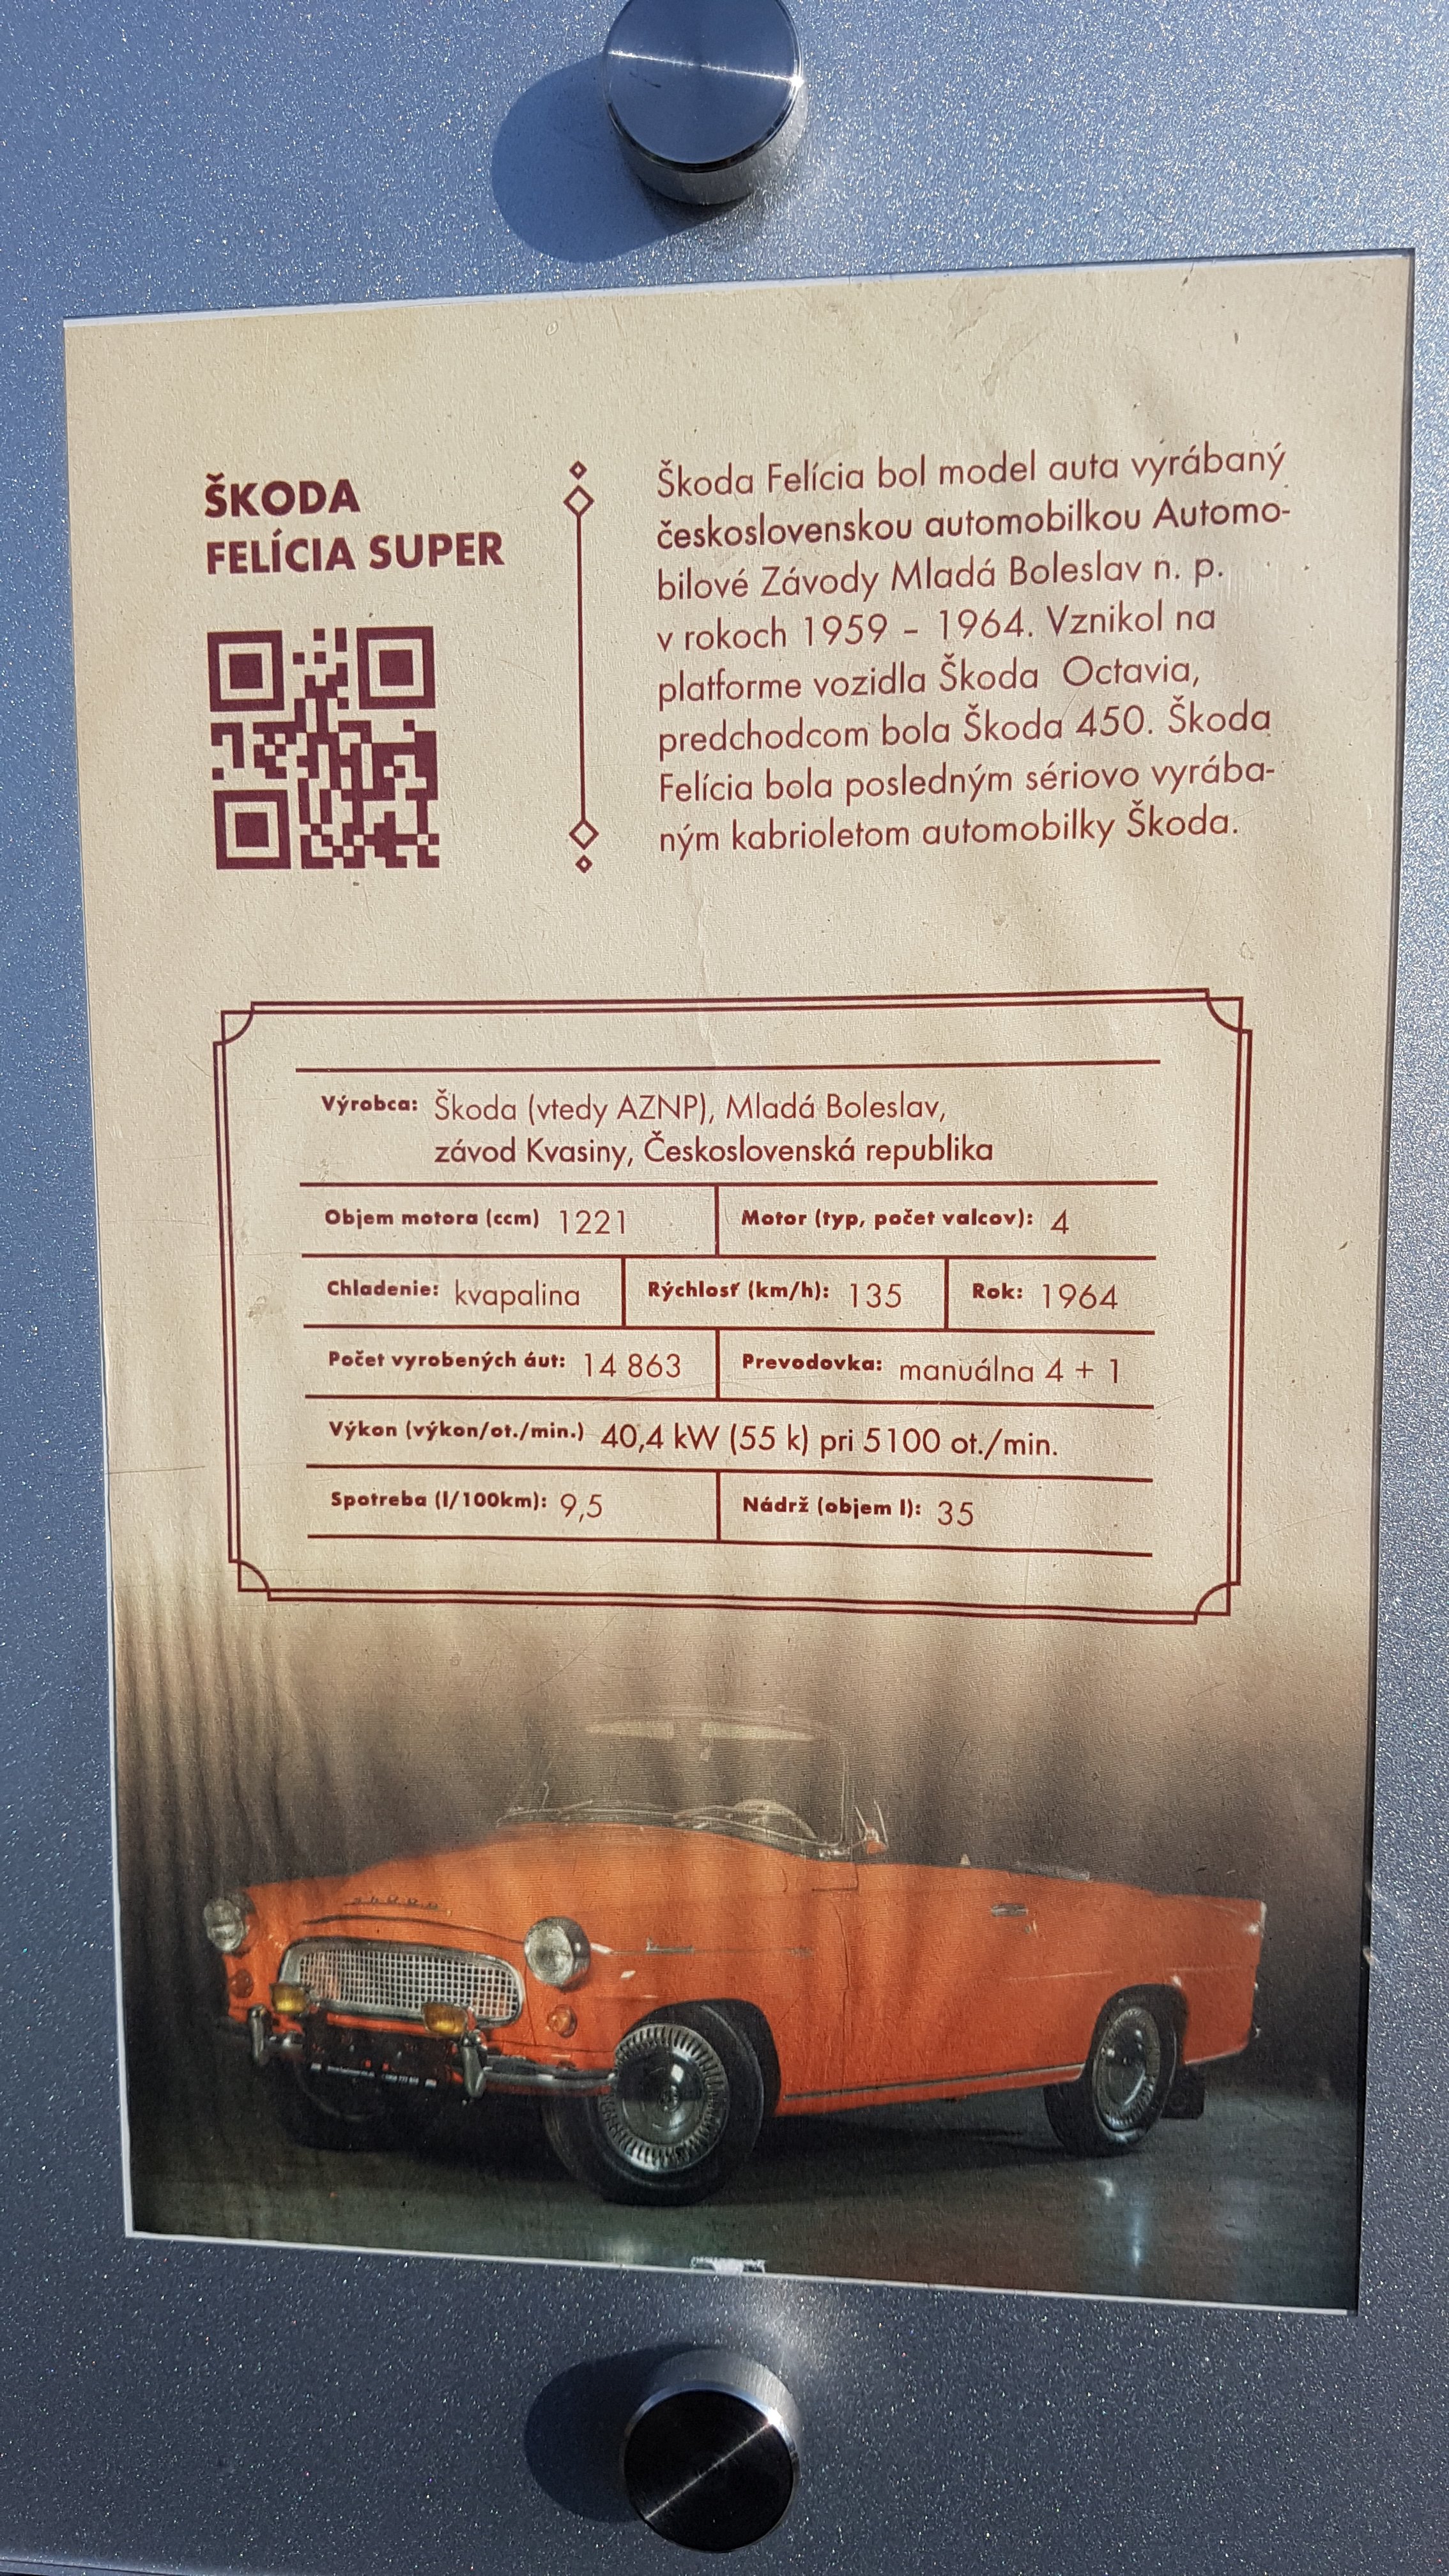 ŠKODA
FELÍCIA SUPER
Škoda Felícia bol model auta vyrábaný
československou automobilkou Automo-
bilové Závody Mladá Boleslav n. p.
v rokoch 1959 – 1964. Vznikol na
platforme vozidla Škoda Octavia,
predchodcom bola Škoda 450. Škoda
Felícia bola posledným sériovo vyrába-
ným kabrioletom automobilky Škoda.
Výrobca: Škoda (vtedy AZNP), Mladá Boleslav,
závod Kvasiny, Československá republika
Objem motora (ccm) 1221 Motor (typ, počet valcov): 4
Chladenie: kvapalina Rýchlosť (km/h): 135 Rok: 1964
Počet vyrobených áut: 14 863 Prevodovka: manuálna 4 + 1
Výkon (výkon/ot./min.) 40,4 kW (55 k) pri 5100 ot./min.
Spotreba (l/100km): 9,5 Nádrž (objem l): 35
SKODA